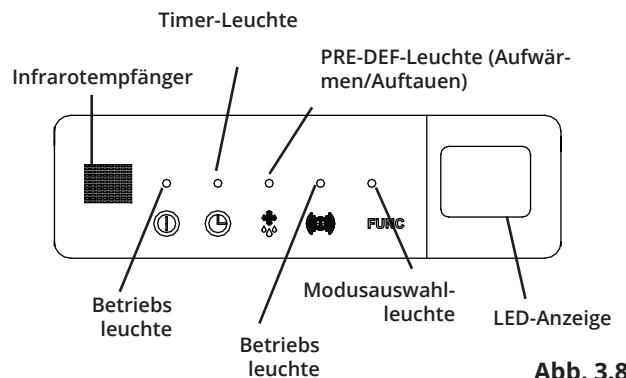 Timer-Leuchte
PRE-DEF-Leuchte (Aufwär-
men/Auftauen)
Infrarotempfänger
FUNC
Betriebs
leuchte
Betriebs
leuchte
Modusauswahl-
leuchte
LED-Anzeige
Abb. 3.8